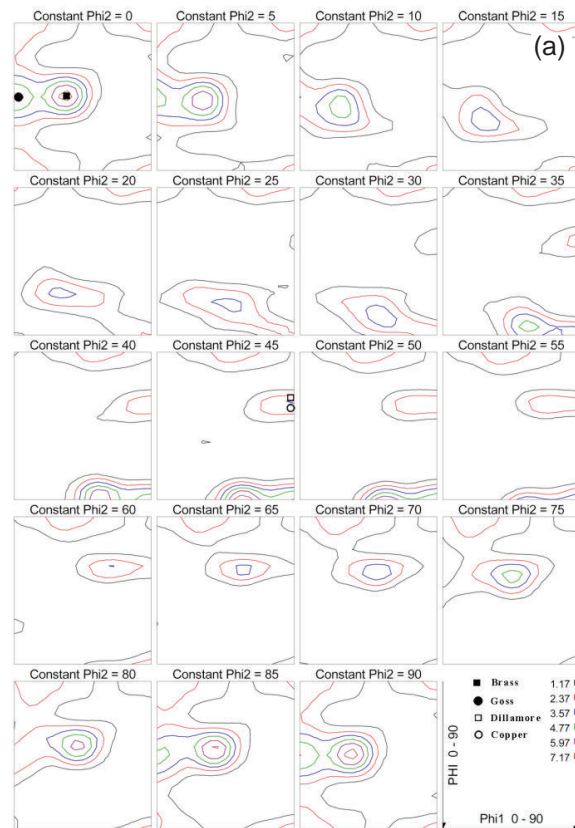 Constant Phi2 = 0
Constant Phi2 = 5
Constant Phi2 = 10
Constant Phi2 = 15
(a)
Constant Phi2 = 20
Constant Phi2 = 25
Constant Phi2 = 30
Constant Phi2 = 35
Constant Phi2 = 40
Constant Phi2 = 45
Constant Phi2 = 50
Constant Phi2 = 55
Constant Phi2 = 60
Constant Phi2 = 65
Constant Phi2 = 70
Constant Phi2 = 75
Constant Phi2 = 80
Constant Phi2 = 85
Constant Phi2 = 90
Brass
Goss
Dillamore
Copper
1.17
2.37
3.57
4.77
5.97
7.17
PHI 0 - 90
Phi1 0 - 90